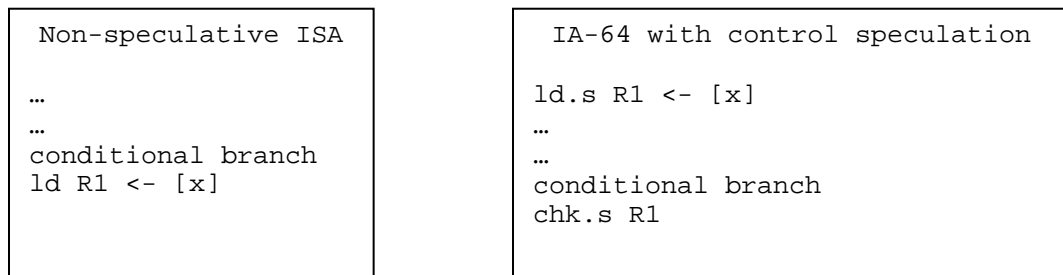 Non-speculative ISA
…
…
conditional branch
ld R1 <- [x]
IA-64 with control speculation
ld.s R1 <- [x]
…
…
conditional branch
chk.s R1